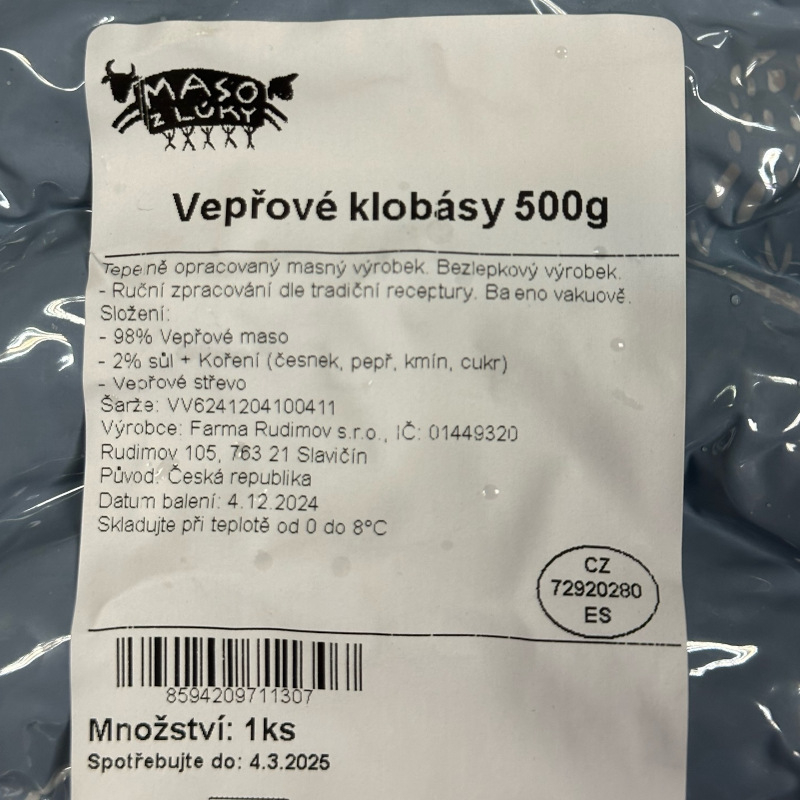 MASO
Z LÚKY
Vepřové klobásy 500g
Tepelně opracovaný masný výrobek. Bezlepkový výrobek.
- Ruční zpracování dle tradiční receptury. Baleno vakuově.
Složení:
- 98% Vepřové maso
- 2% sůl + Koření (česnek, pepř, kmín, cukr)
- Vepřové střevo
Šarže: VV6241204100411
Výrobce: Farma Rudimov s.r.o., IČ: 01449320
Rudimov 105, 763 21 Slavičín
Původ: Česká republika
Datum balení: 4.12.2024
Skladujte při teplotě od 0 do 8°C
CZ
72920280
ES
8594209711307
Množství: 1ks
Spotřebujte do: 4.3.2025